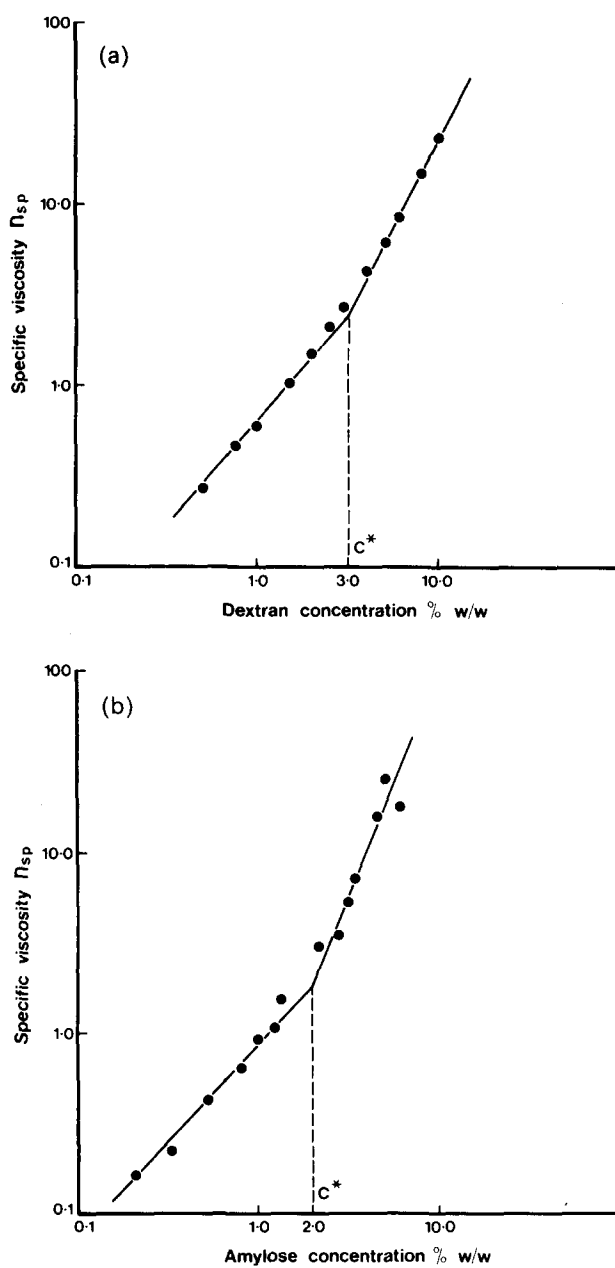 (a)
100
10·0
1·0
0·1
Specific viscosity ηsp
0·1
1·0
3·0
10·0
C*
Dextran concentration % w/w
(b)
100
10·0
1·0
0·1
Specific viscosity ηsp
0·1
1·0
2·0
10·0
C*
Amylose concentration % w/w